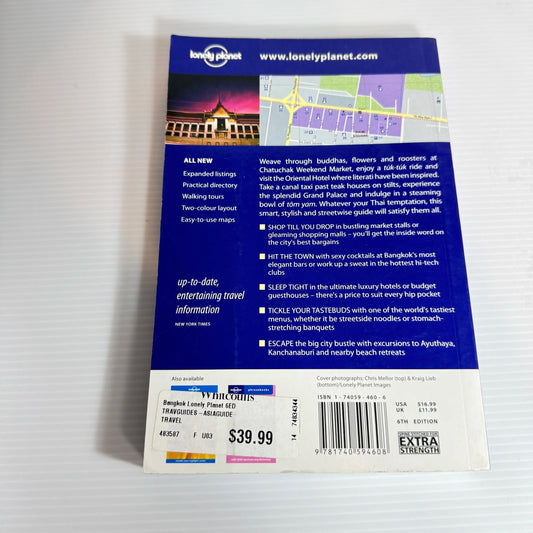 lonely planet
www.lonelyplanet.com
ALL NEW
Expanded listings
Practical directory
Walking tours
Two-colour layout
Easy-to-use maps
up-to-date,
entertaining travel
information
NEW YORK TIMES
Weave through buddhas, flowers and roosters at
Chatuchak Weekend Market, enjoy a túk-túk ride and
visit the Oriental Hotel where literati have been inspired.
Take a canal taxi past teak houses on stilts, experience
the splendid Grand Palace and indulge in a steaming
bowl of tôm yam. Whatever your Thai temptation, this
smart, stylish and streetwise guide will satisfy them all.
SHOP TILL YOU DROP in bustling market stalls or
gleaming shopping malls – you'll get the inside word on
the city's best bargains
HIT THE TOWN with sexy cocktails at Bangkok's most
elegant bars or work up a sweat in the hottest hi-tech
clubs
SLEEP TIGHT in the ultimate luxury hotels or budget
guesthouses – there's a price to suit every hip pocket
TICKLE YOUR TASTEBUDS with one of the world's tastiest
menus, whether it be streetside noodles or stomach-
stretching banquets
ESCAPE the big city bustle with excursions to Ayuthaya,
Kanchanaburi and nearby beach retreats
Cover photographs: Chris Mellor (top) & Kraig Lieb
(bottom)/Lonely Planet Images
Also available
phrasebooks
Whitcoulls
Bangkok Lonely Planet 6ED
TRAVGUIDES - ASIAGUIDE
TRAVEL
483587 F U03 $39.99
14 74824344
ISBN 1-74059-460-6
9 781740 594608
USA $16.99
UK £11.99
6TH EDITION
EXTRA
STRENGTH